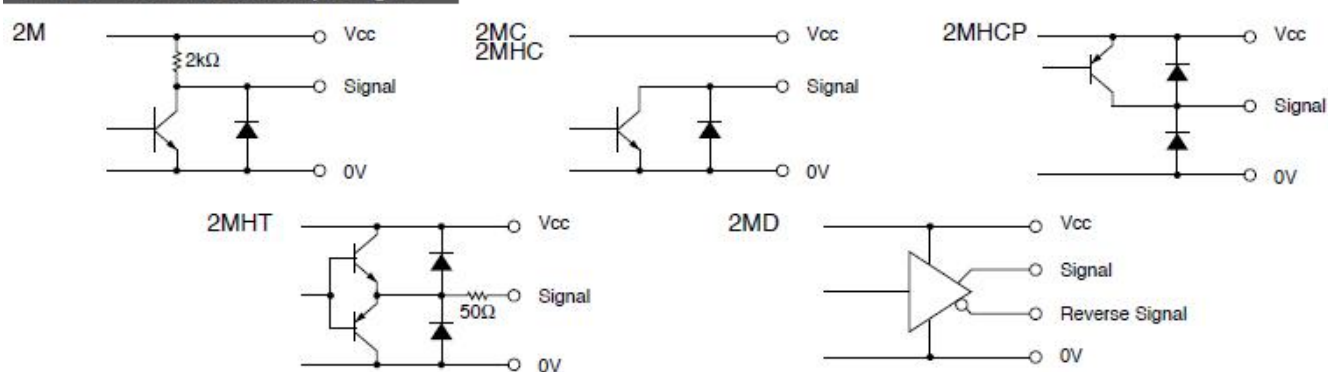 2M
Vcc
2kΩ
Signal
0V
2MC
2MHC
Vcc
Signal
0V
2MHCP
Vcc
Signal
0V
2MHT
Vcc
Signal
50Ω
0V
2MD
Vcc
Signal
Reverse Signal
0V